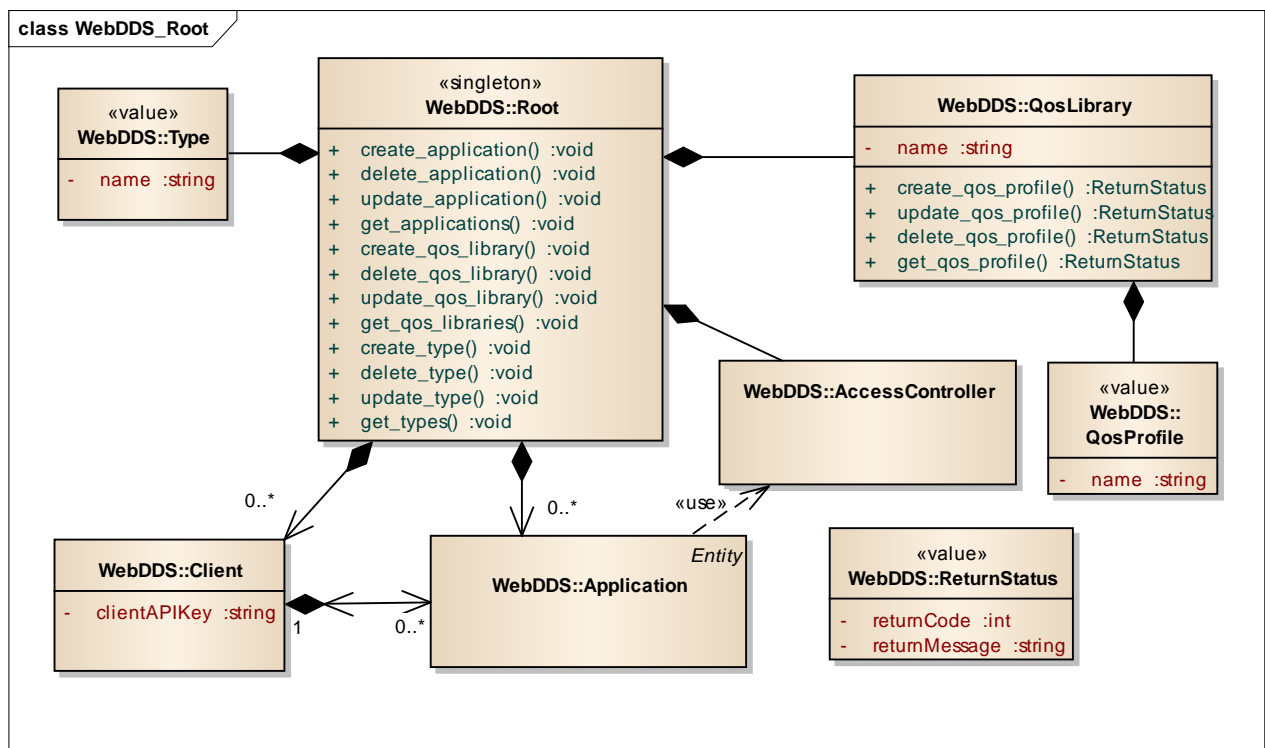 class WebDDS_Root
«value»
WebDDS::Type
- name :string
«singleton»
WebDDS::Root
+ create_application() :void
+ delete_application() :void
+ update_application() :void
+ get_applications() :void
+ create_qos_library() :void
+ delete_qos_library() :void
+ update_qos_library() :void
+ get_qos_libraries() :void
+ create_type() :void
+ delete_type() :void
+ update_type() :void
+ get_types() :void
WebDDS::QosLibrary
- name :string
+ create_qos_profile() :ReturnStatus
+ update_qos_profile() :ReturnStatus
+ delete_qos_profile() :ReturnStatus
+ get_qos_profile() :ReturnStatus
WebDDS::AccessController
«value»
WebDDS::
QosProfile
- name :string
0..*
0..*
«use»
WebDDS::Client
- clientAPIKey :string
1
0..*
Entity
WebDDS::Application
«value»
WebDDS::ReturnStatus
- returnCode :int
- returnMessage :string